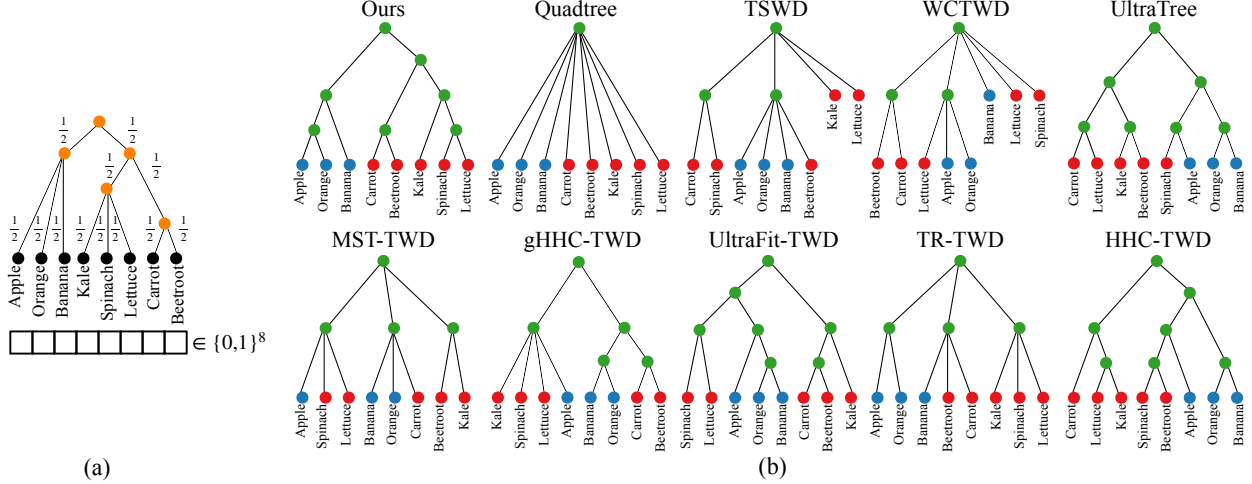 Ours Quadtree TSWD WCTWD UltraTree
Apple Orange Banana Carrot Beetroot Kale Spinach Lettuce
Apple Orange Banana Carrot Beetroot Kale Spinach Lettuce
Carrot Spinach Apple Orange Banana Beetroot Kale Lettuce
Beetroot Carrot Lettuce Apple Orange Banana Lettuce Spinach
Carrot Lettuce Kale Beetroot Spinach Apple Orange Banana
1/2 1/2
1/2 1/2
1/2 1/2 1/2 1/2 1/2 1/2 1/2 1/2
Apple Orange Banana Kale Spinach Lettuce Carrot Beetroot
∈ {0,1}⁸
MST-TWD gHHC-TWD UltraFit-TWD TR-TWD HHC-TWD
Apple Spinach Lettuce Banana Orange Carrot Beetroot Kale
Kale Spinach Lettuce Apple Banana Orange Carrot Beetroot
Spinach Lettuce Apple Orange Banana Carrot Beetroot Kale
Apple Orange Banana Beetroot Carrot Kale Spinach Lettuce
Carrot Lettuce Kale Spinach Beetroot Apple Orange Banana
(a) (b)